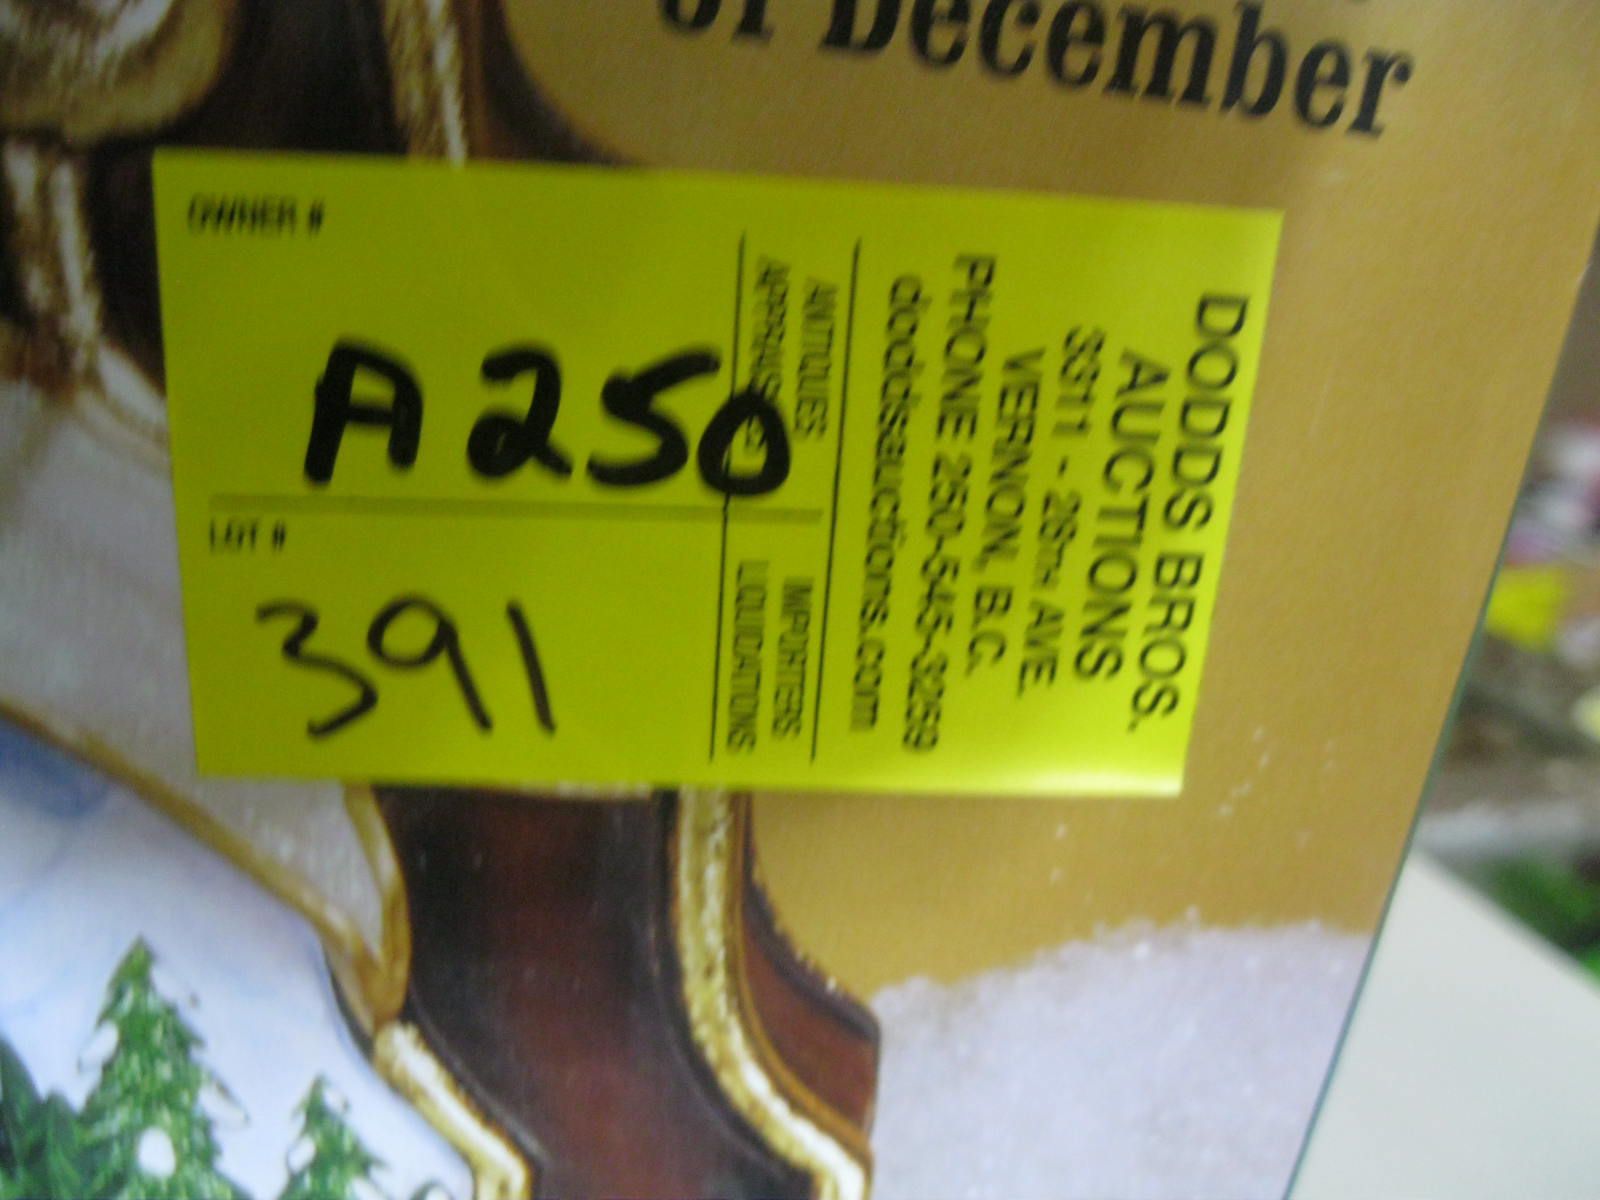 of December
OWNER #
A250
LOT #
391
DODDS BROS.
AUCTIONS
3311 - 28TH AVE.
VERNON, B.C.
PHONE 250-545-3259
doddsauctions.com
ANTIQUES
APPRAISALS
IMPORTERS
LIQUIDATIONS